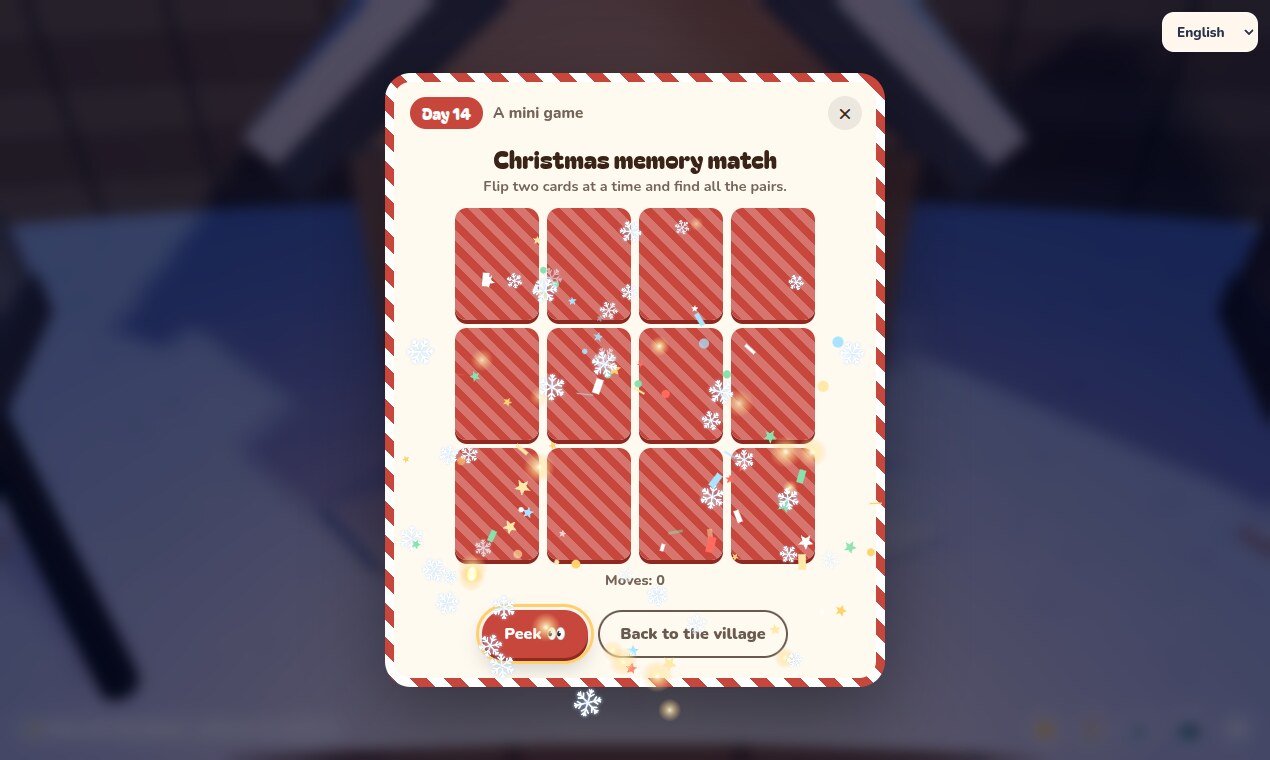 English
Day 14
A mini game
Christmas memory match
Flip two cards at a time and find all the pairs.
Moves: 0
Peek 👀
Back to the village